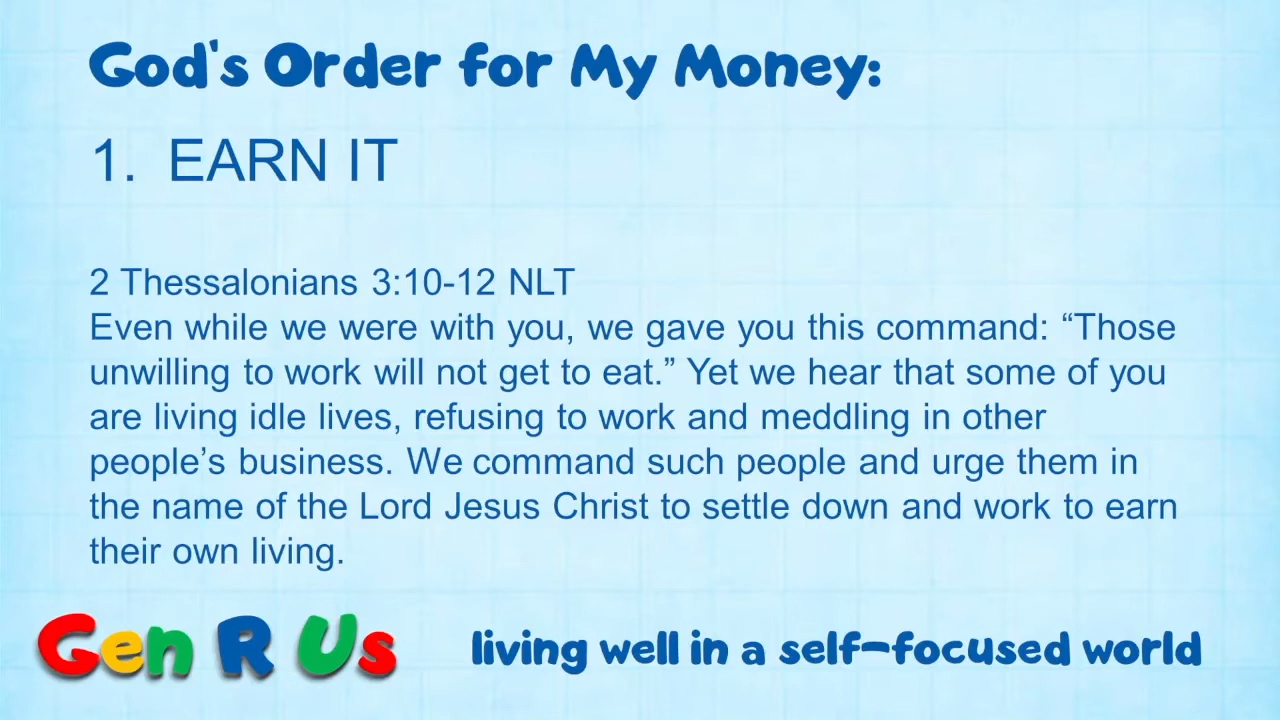 God's Order for My Money:
1. EARN IT
2 Thessalonians 3:10-12 NLT
Even while we were with you, we gave you this command: “Those
unwilling to work will not get to eat.” Yet we hear that some of you
are living idle lives, refusing to work and meddling in other
people’s business. We command such people and urge them in
the name of the Lord Jesus Christ to settle down and work to earn
their own living.
Gen R Us
living well in a self-focused world